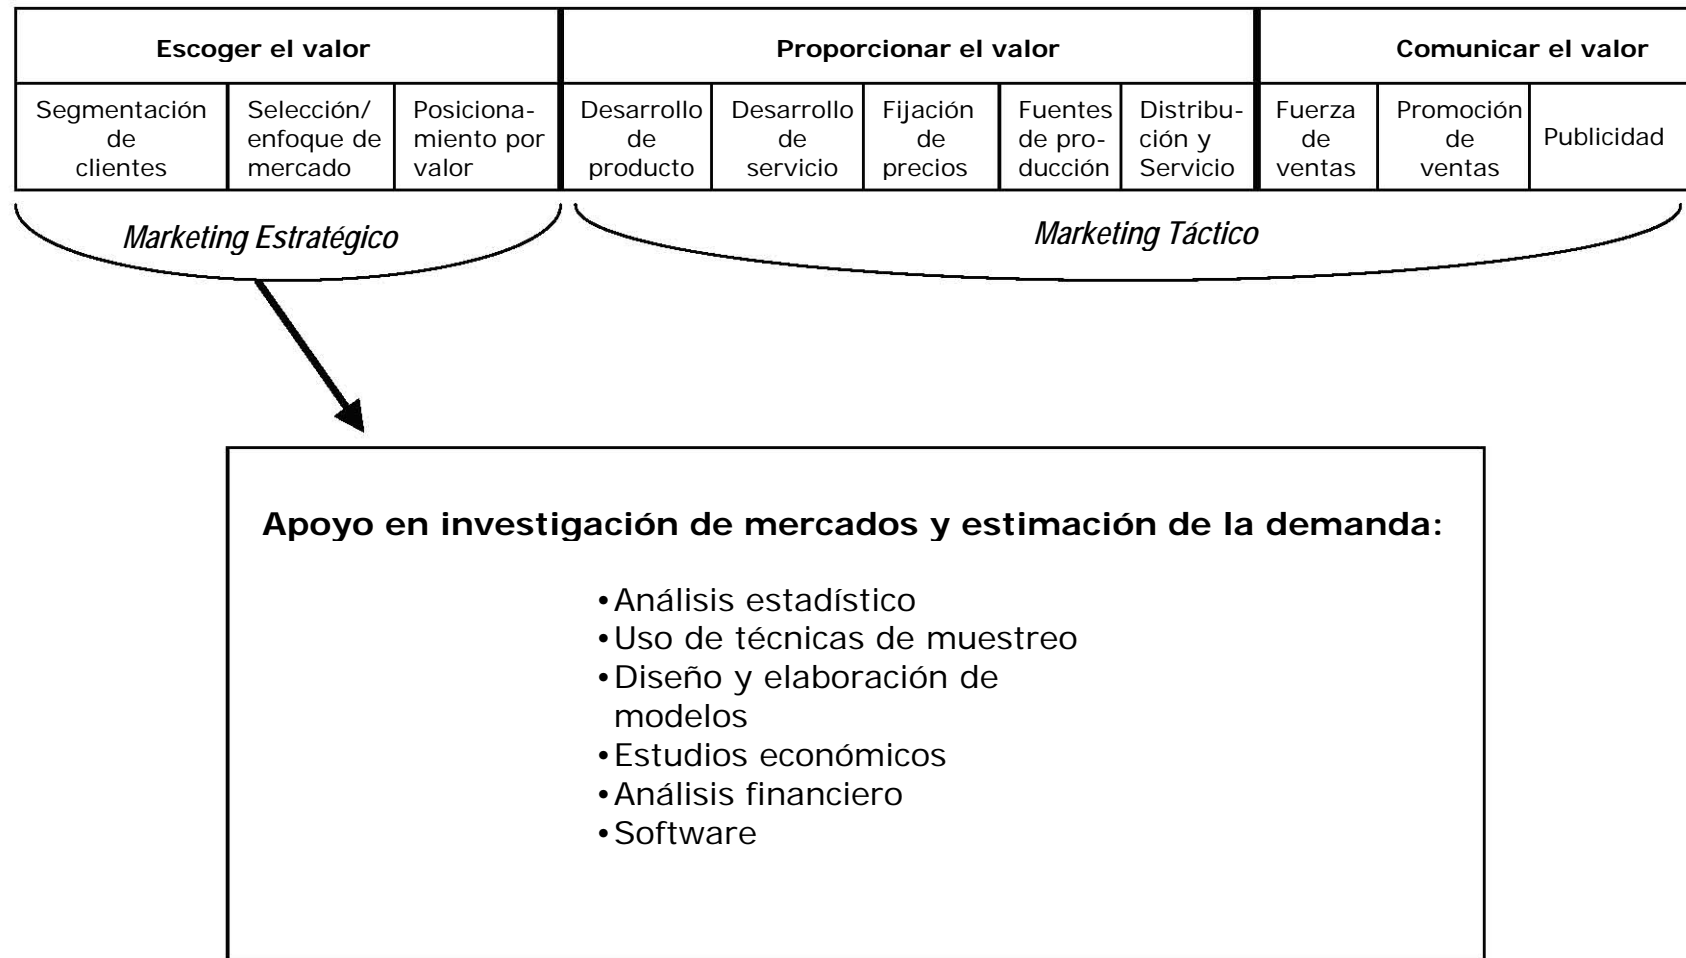 Escoger el valor
Proporcionar el valor
Comunicar el valor
Segmentación
de
clientes
Selección/
enfoque de
mercado
Posiciona-
miento por
valor
Desarrollo
de
producto
Desarrollo
de
servicio
Fijación
de
precios
Fuentes
de pro-
ducción
Distribu-
ción y
Servicio
Fuerza
de
ventas
Promoción
de
ventas
Publicidad
Marketing Estratégico
Marketing Táctico
Apoyo en investigación de mercados y estimación de la demanda:
•Análisis estadístico
•Uso de técnicas de muestreo
•Diseño y elaboración de
modelos
•Estudios económicos
•Análisis financiero
•Software